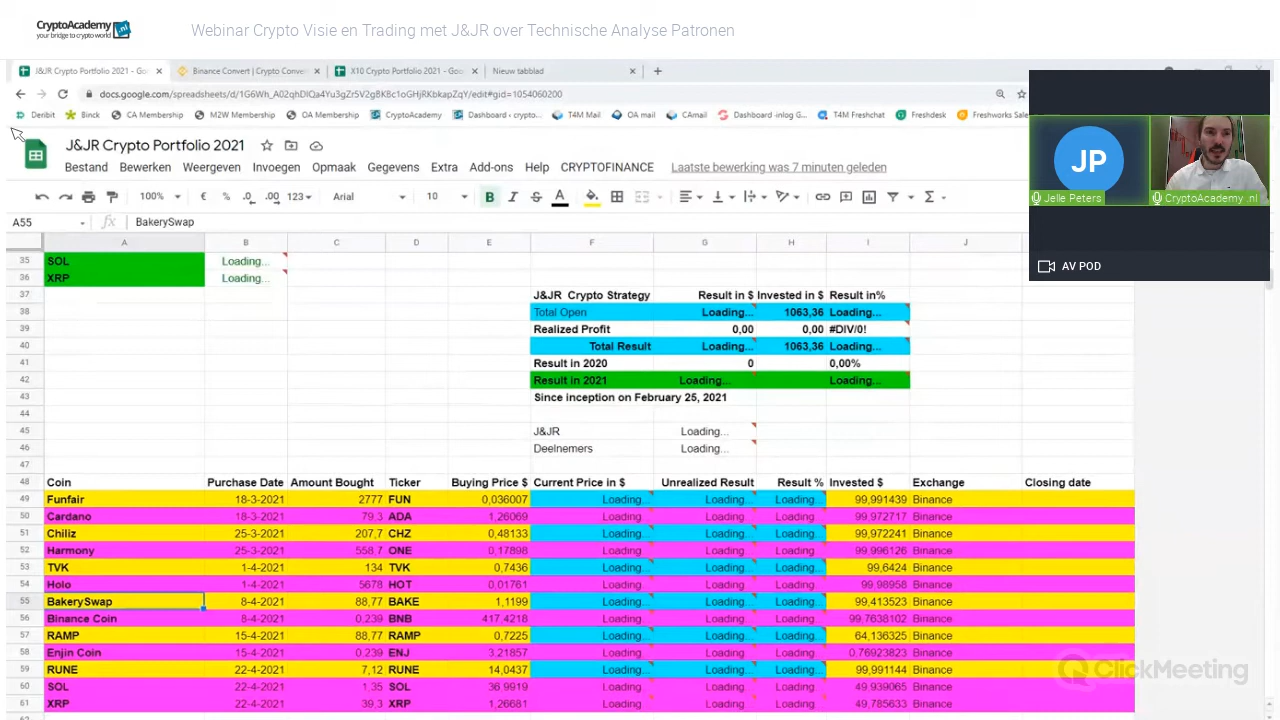 CryptoAcademy .nl
your bridge to crypto world
Webinar Crypto Visie en Trading met J&JR over Technische Analyse Patronen
J&JR Crypto Portfolio 2021 - Go
Binance Convert | Crypto Conve
X10 Crypto Portfolio 2021 - Goo
Nieuw tabblad
Deribit Binck CA Membership M2W Membership OA Membership CryptoAcademy Dashboard ‹ crypto... T4M Mail OA mail CAmail Dashboard -inlog G... T4M Freshchat Freshdesk Freshworks Sale
J&JR Crypto Portfolio 2021
Bestand Bewerken Weergeven Invoegen Opmaak Gegevens Extra Add-ons Help CRYPTOFINANCE Laatste bewerking was 7 minuten geleden
100% € % .0 .00 123 Arial 10 B I S A Σ
A55 fx BakerySwap
A B C D E F G H I J
35 SOL Loading...
36 XRP Loading...
37 J&JR Crypto Strategy Result in $ Invested in $ Result in%
38 Total Open Loading... 1063,36 Loading...
39 Realized Profit 0,00 0,00 #DIV/0!
40 Total Result Loading... 1063,36 Loading...
41 Result in 2020 0 0,00%
42 Result in 2021 Loading... Loading...
43 Since inception on February 25, 2021
44
45 J&JR Loading...
46 Deelnemers Loading...
47
48 Coin Purchase Date Amount Bought Ticker Buying Price $ Current Price in $ Unrealized Result Result % Invested $ Exchange Closing date
49 Funfair 18-3-2021 2777 FUN 0,036007 Loading... Loading... Loading... 99,991439 Binance
50 Cardano 18-3-2021 79,3 ADA 1,26069 Loading... Loading... Loading... 99,972717 Binance
51 Chiliz 25-3-2021 207,7 CHZ 0,48133 Loading... Loading... Loading... 99,972241 Binance
52 Harmony 25-3-2021 558,7 ONE 0,17898 Loading... Loading... Loading... 99,996126 Binance
53 TVK 1-4-2021 134 TVK 0,7436 Loading... Loading... Loading... 99,6424 Binance
54 Holo 1-4-2021 5678 HOT 0,01761 Loading... Loading... Loading... 99,98958 Binance
55 BakerySwap 8-4-2021 88,77 BAKE 1,1199 Loading... Loading... Loading... 99,413523 Binance
56 Binance Coin 8-4-2021 0,239 BNB 417,4218 Loading... Loading... Loading... 99,7638102 Binance
57 RAMP 15-4-2021 88,77 RAMP 0,7225 Loading... Loading... Loading... 64,136325 Binance
58 Enjin Coin 15-4-2021 0,239 ENJ 3,21857 Loading... Loading... Loading... 0,76923823 Binance
59 RUNE 22-4-2021 7,12 RUNE 14,0437 Loading... Loading... Loading... 99,991144 Binance
60 SOL 22-4-2021 1,35 SOL 36,9919 Loading... Loading... Loading... 49,939065 Binance
61 XRP 22-4-2021 39,3 XRP 1,26681 Loading... Loading... Loading... 49,785633 Binance
JP
Jelle Peters
CryptoAcademy .nl
AV POD
ClickMeeting